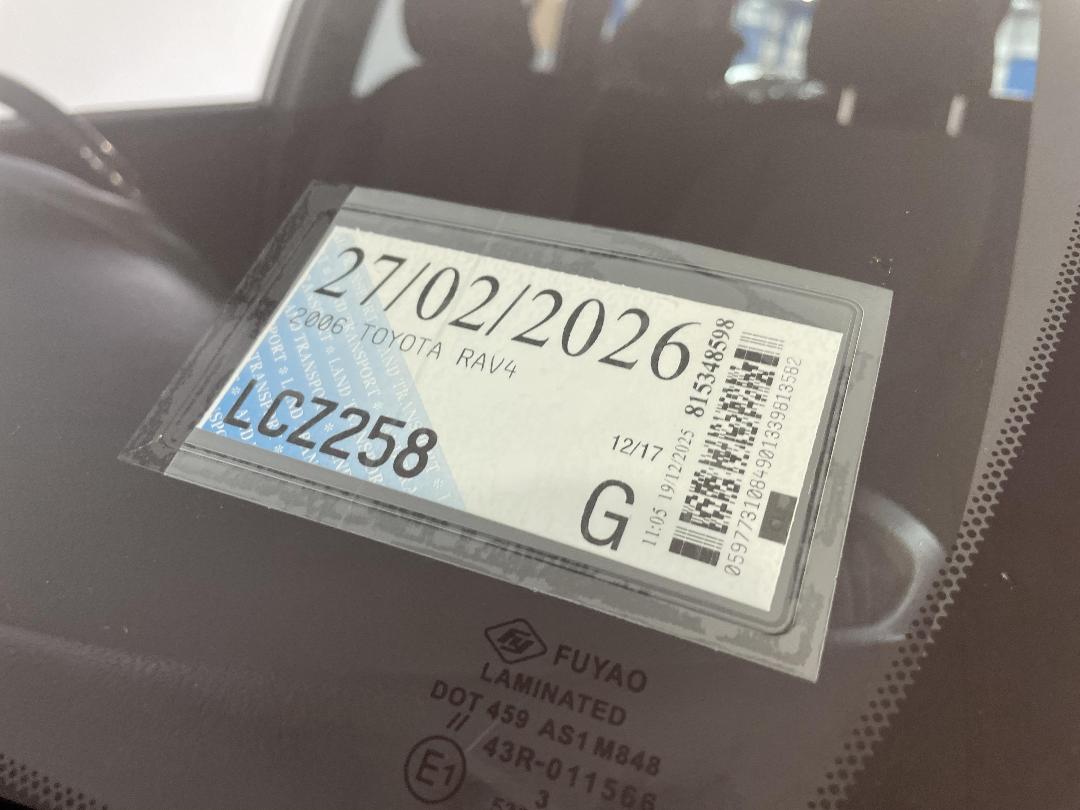 27/02/2026
2006 TOYOTA RAV4
LCZ258
12/17
G
11:05 19/12/2025 815348598
0597731084901339813582
FUYAO
LAMINATED
DOT 459 AS1 M848
//
E1 43R-011566
3